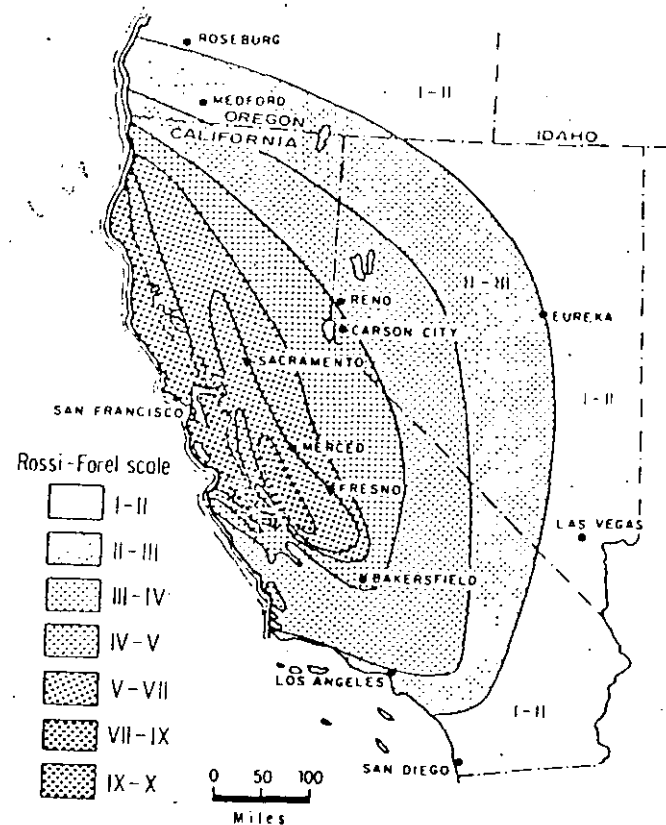 ROSEBURG
I-II
MEDFORD
OREGON
CALIFORNIA
IDAHO
II-III
RENO
EUREKA
CARSON CITY
SACRAMENTO
I-II
SAN FRANCISCO
MERCED
Rossi-Forel scale
FRESNO
I-II
LAS VEGAS
II-III
BAKERSFIELD
III-IV
IV-V
LOS ANGELES
V-VII
I-II
VII-IX
SAN DIEGO
IX-X
0 50 100
Miles